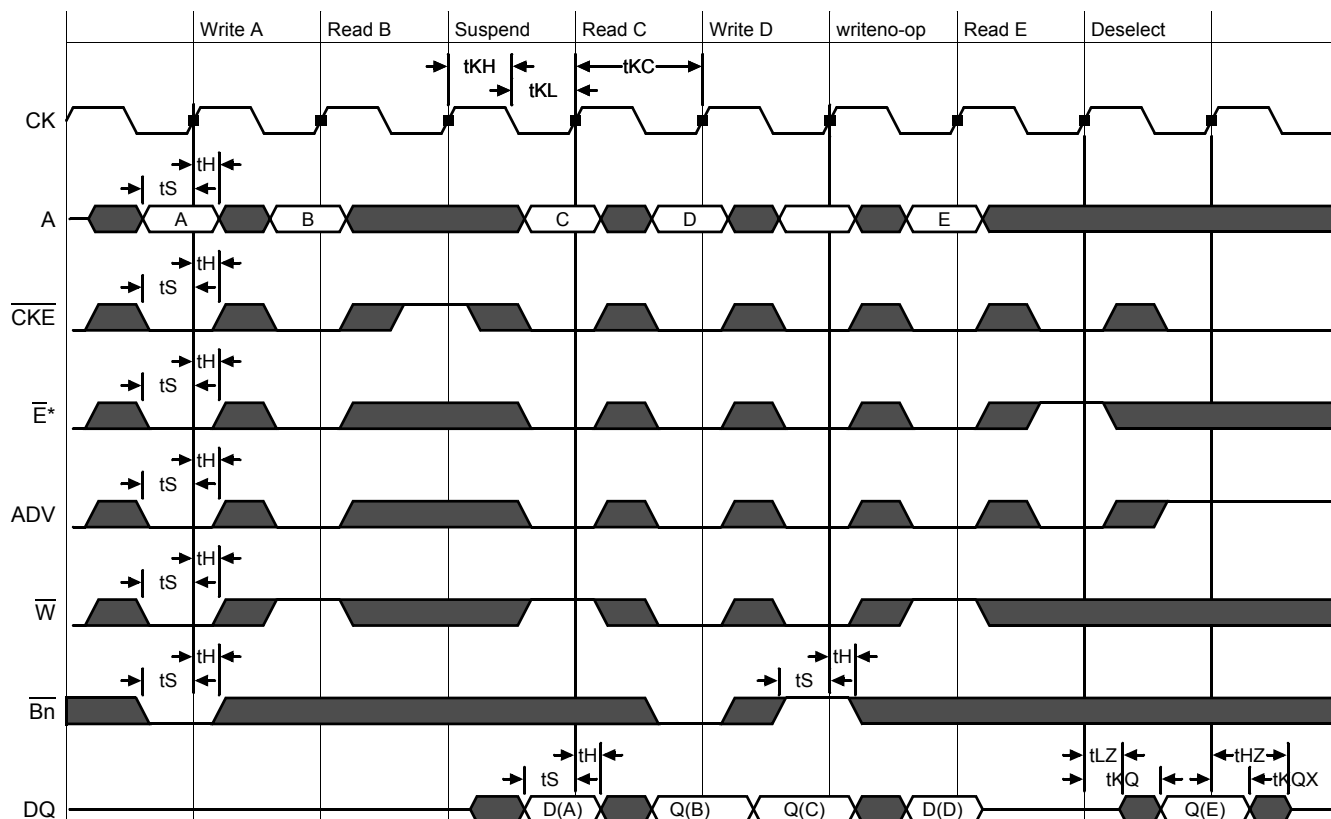 Write A Read B Suspend Read C Write D writeno-op Read E Deselect
tKH tKC
tKL
CK
tH
tS
A A B C D E
tH
tS
CKE
tH
tS
E*
tH
tS
ADV
tH
tS
W
tH tH
tS tS
Bn
tH tLZ tHZ
tS tKQ tKQX
DQ D(A) Q(B) Q(C) D(D) Q(E)